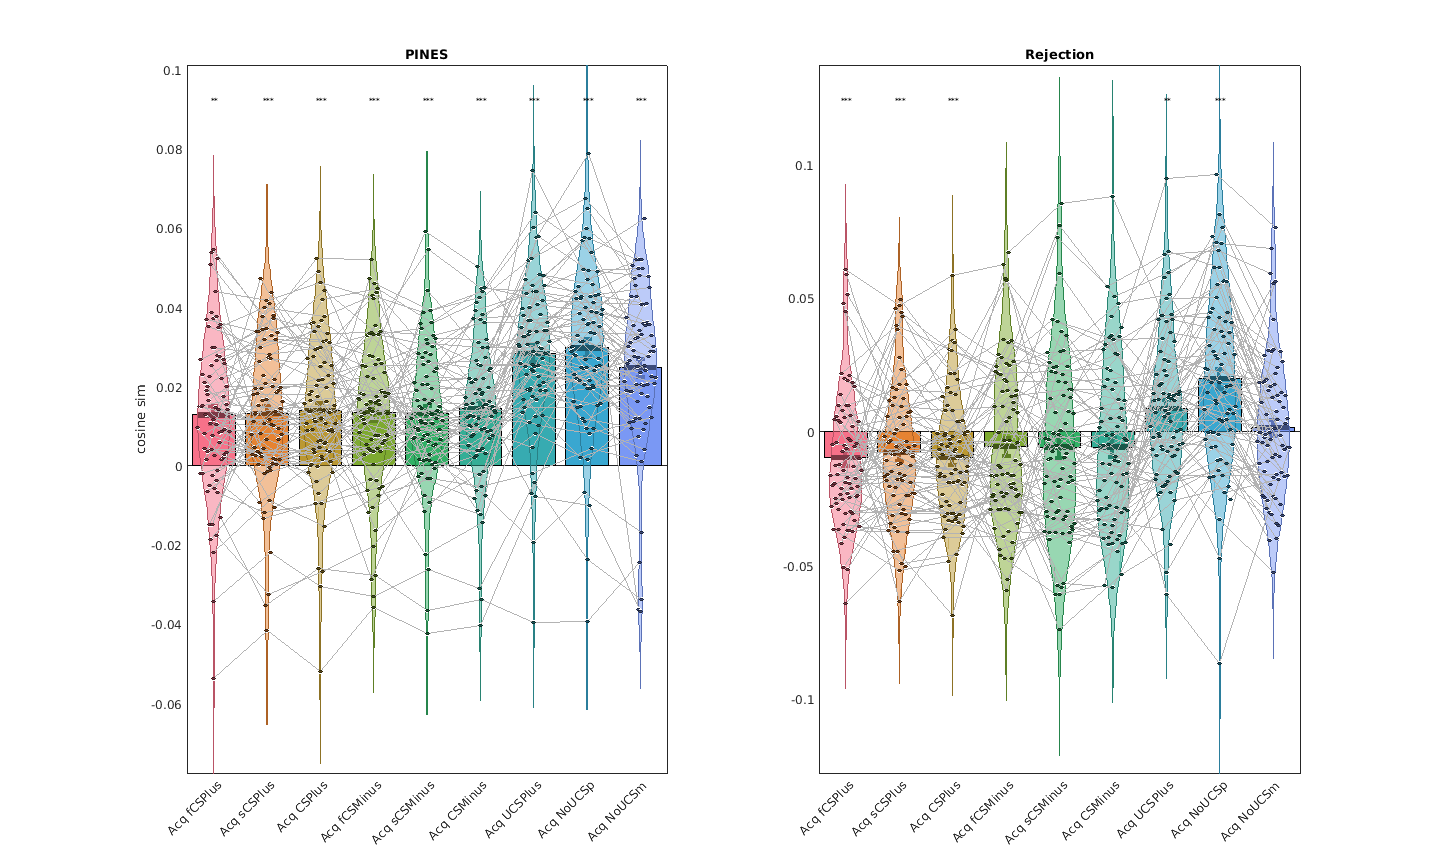 PINES
0.1
** *** *** *** *** *** *** *** ***
0.08
0.06
0.04
0.02
0
-0.02
-0.04
-0.06
cosine sim
Acq fCSPlus
Acq sCSPlus
Acq CSPlus
Acq fCSMinus
Acq sCSMinus
Acq CSMinus
Acq UCSPlus
Acq NoUCSp
Acq NoUCSm
Rejection
*** *** *** ** ***
0.1
0.05
0
-0.05
-0.1
Acq fCSPlus
Acq sCSPlus
Acq CSPlus
Acq fCSMinus
Acq sCSMinus
Acq CSMinus
Acq UCSPlus
Acq NoUCSp
Acq NoUCSm